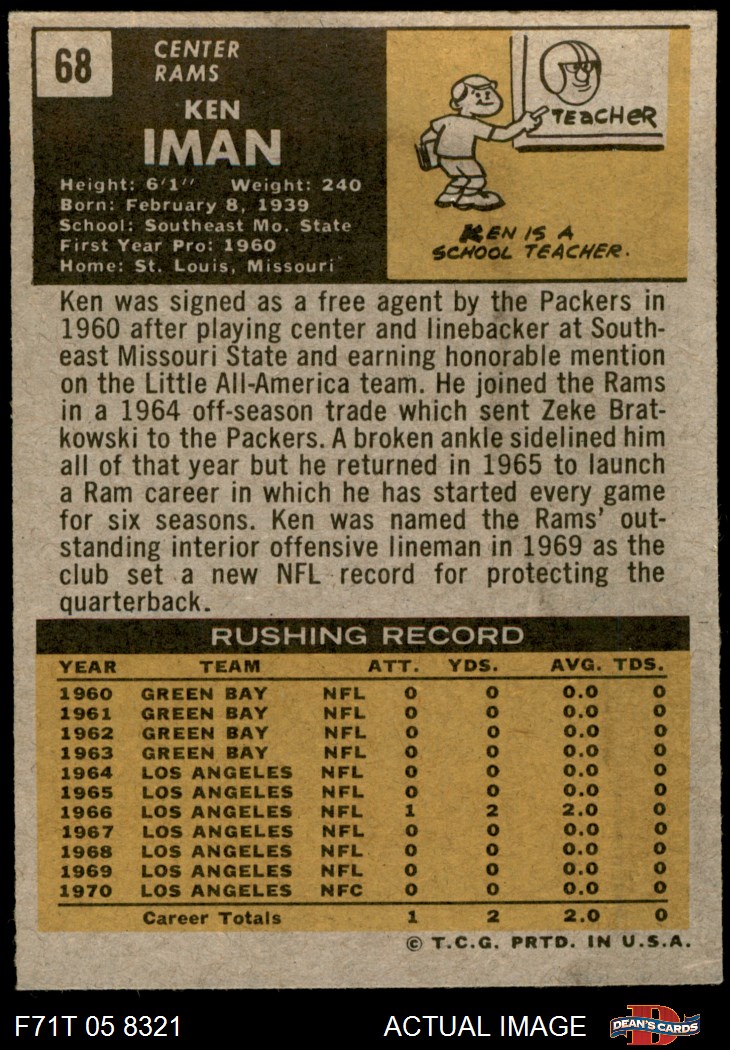 68
CENTER
RAMS
KEN
IMAN
Height: 6'1" Weight: 240
Born: February 8, 1939
School: Southeast Mo. State
First Year Pro: 1960
Home: St. Louis, Missouri
TEACHER
KEN IS A
SCHOOL TEACHER.
Ken was signed as a free agent by the Packers in
1960 after playing center and linebacker at South-
east Missouri State and earning honorable mention
on the Little All-America team. He joined the Rams
in a 1964 off-season trade which sent Zeke Brat-
kowski to the Packers. A broken ankle sidelined him
all of that year but he returned in 1965 to launch
a Ram career in which he has started every game
for six seasons. Ken was named the Rams' out-
standing interior offensive lineman in 1969 as the
club set a new NFL record for protecting the
quarterback.
RUSHING RECORD
YEAR TEAM ATT. YDS. AVG. TDS.
1960 GREEN BAY NFL 0 0 0.0 0
1961 GREEN BAY NFL 0 0 0.0 0
1962 GREEN BAY NFL 0 0 0.0 0
1963 GREEN BAY NFL 0 0 0.0 0
1964 LOS ANGELES NFL 0 0 0.0 0
1965 LOS ANGELES NFL 0 0 0.0 0
1966 LOS ANGELES NFL 1 2 2.0 0
1967 LOS ANGELES NFL 0 0 0.0 0
1968 LOS ANGELES NFL 0 0 0.0 0
1969 LOS ANGELES NFL 0 0 0.0 0
1970 LOS ANGELES NFC 0 0 0.0 0
Career Totals 1 2 2.0 0
© T.C.G. PRTD. IN U.S.A.
F71T 05 8321 ACTUAL IMAGE
D
DEAN'S CARDS